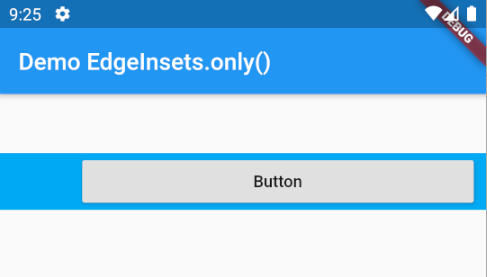 9:25
DEBUG
Demo EdgeInsets.only()
Button